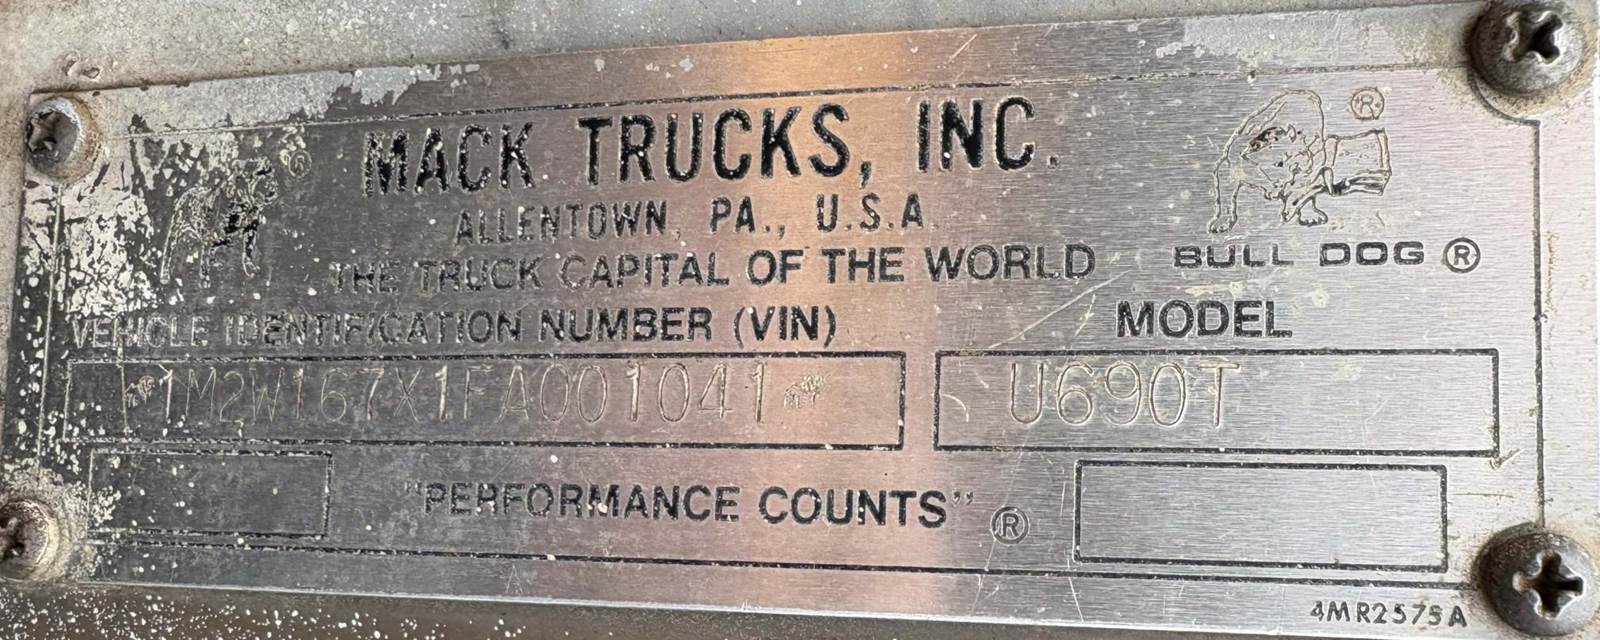 MACK TRUCKS, INC.
ALLENTOWN, PA., U.S.A.
THE TRUCK CAPITAL OF THE WORLD
BULL DOG ®
VEHICLE IDENTIFICATION NUMBER (VIN)
MODEL
1M2W167X1FA001041
U690T
"PERFORMANCE COUNTS" ®
4MR2575A